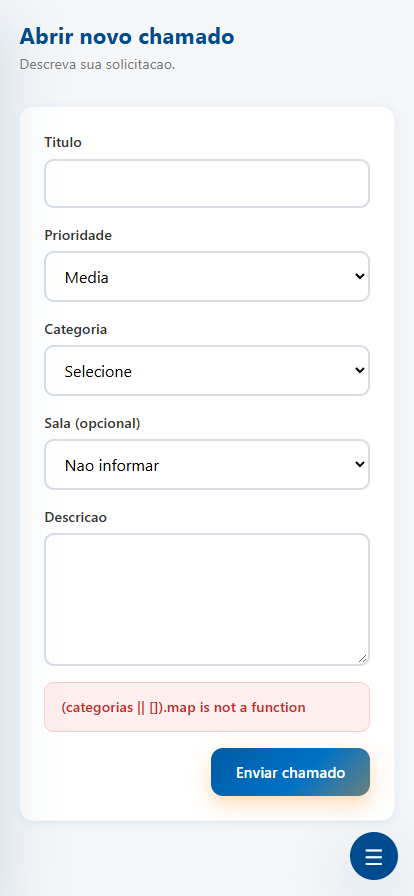 Abrir novo chamado
Descreva sua solicitacao.
Titulo
Prioridade
Media
Categoria
Selecione
Sala (opcional)
Nao informar
Descricao
(categorias || []).map is not a function
Enviar chamado